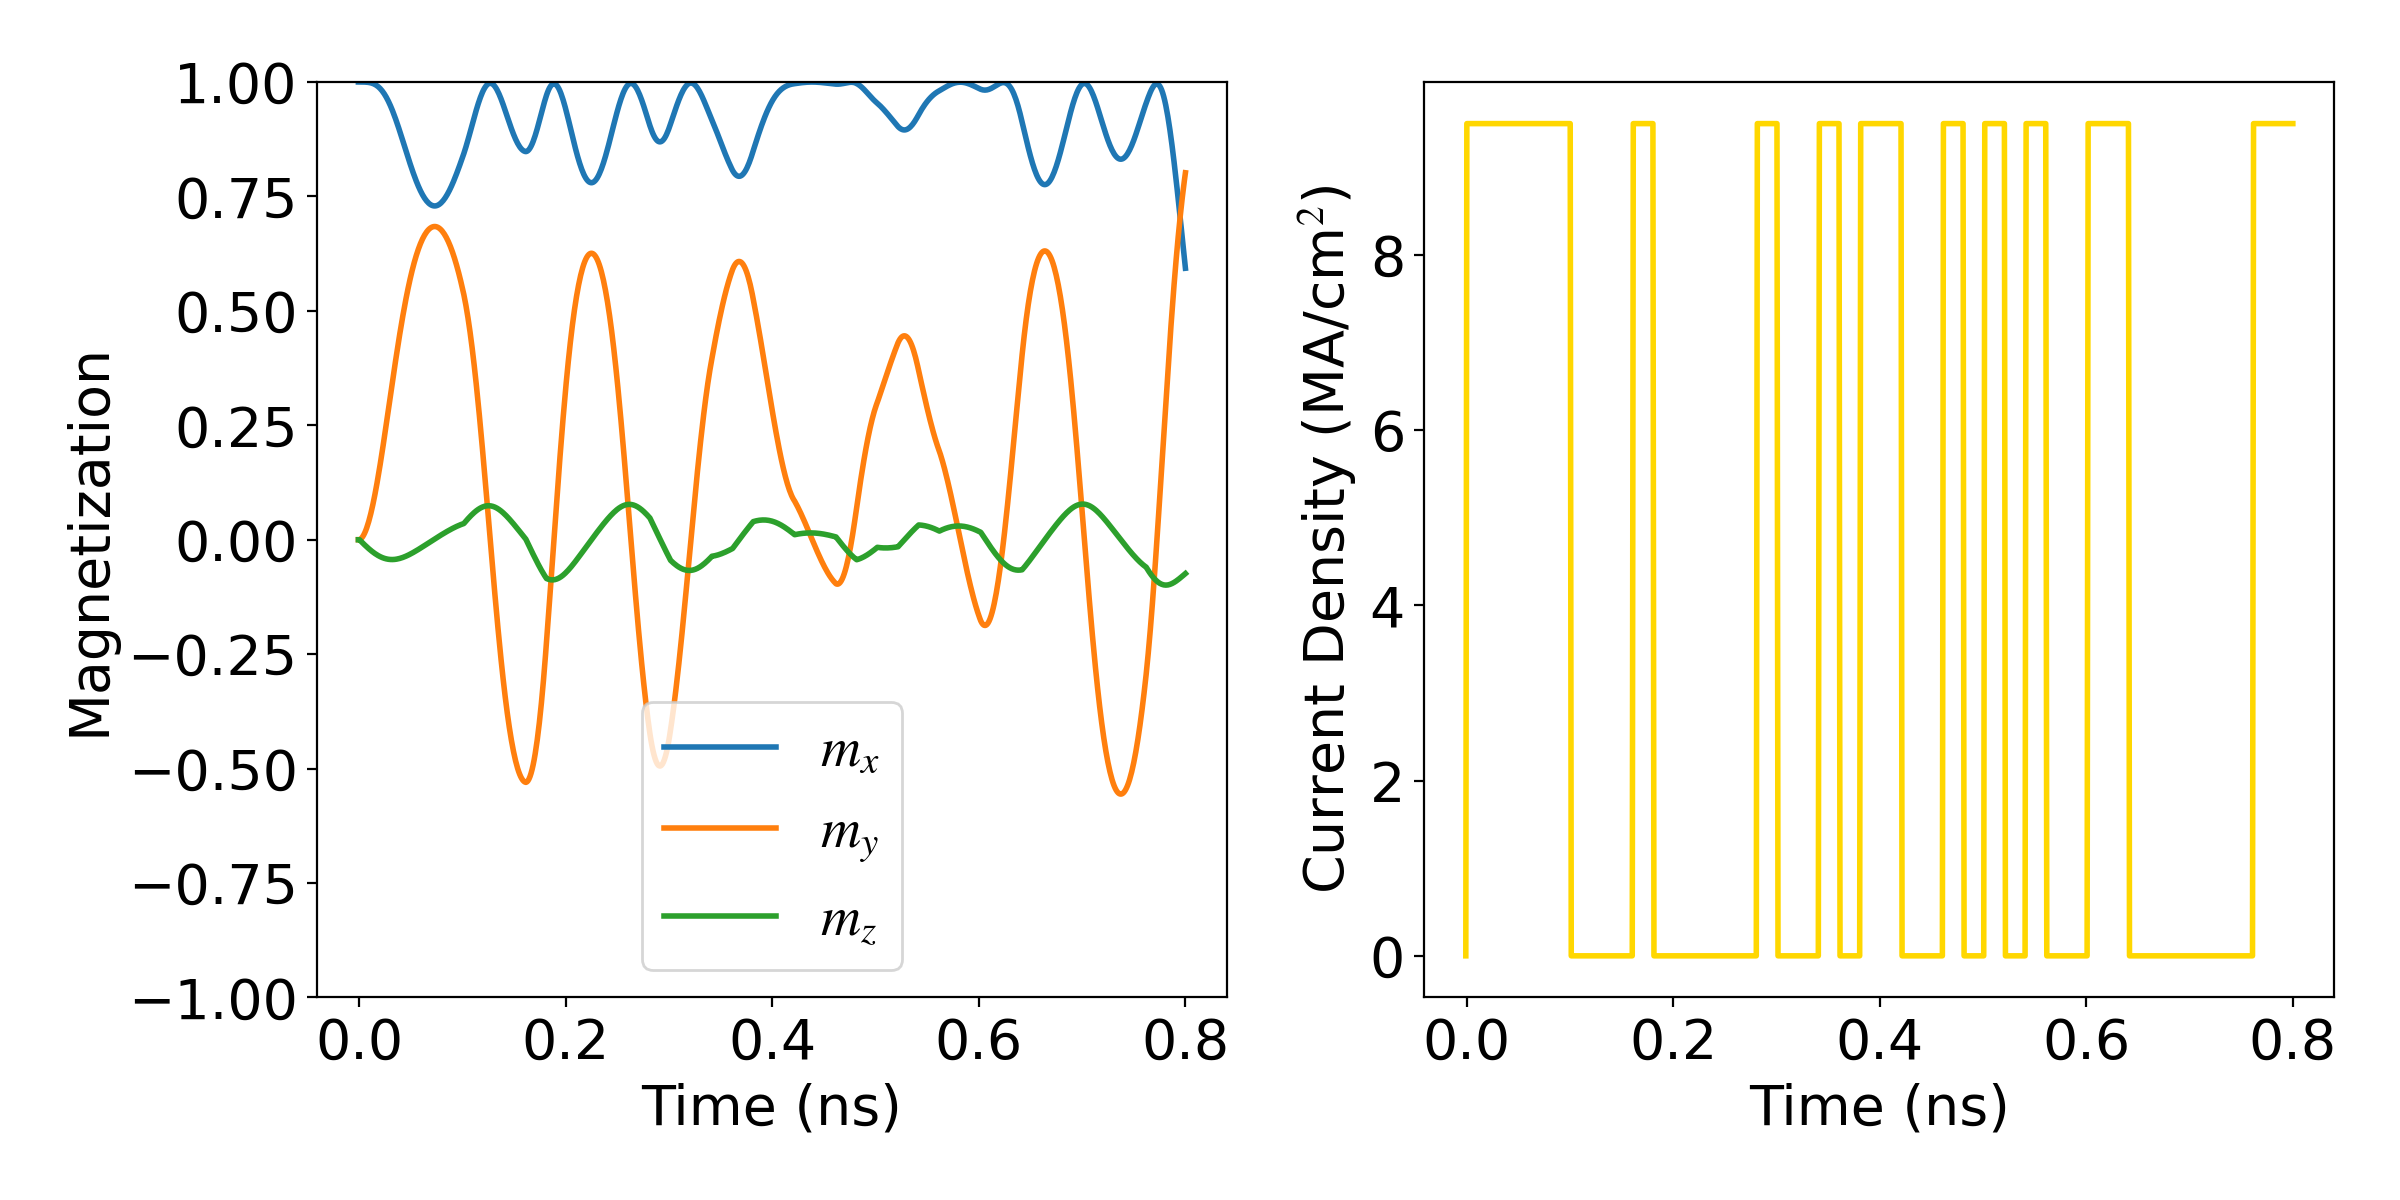 1.00
0.75
0.50
0.25
0.00
−0.25
−0.50
−0.75
−1.00
Magnetization
0.0 0.2 0.4 0.6 0.8
Time (ns)
m_x
m_y
m_z
8
6
4
2
0
Current Density (MA/cm²)
0.0 0.2 0.4 0.6 0.8
Time (ns)